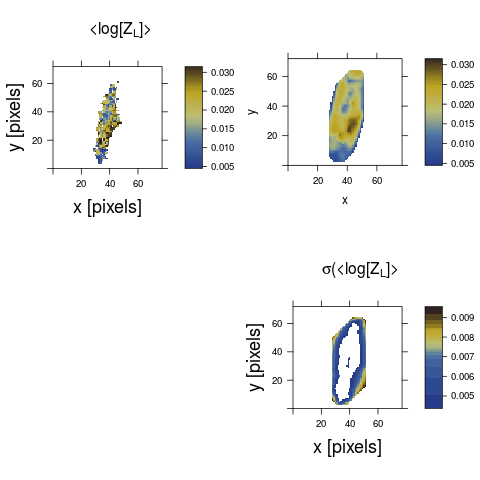 <log[Z_L]>
60
40
20
20 40 60
y [pixels]
x [pixels]
0.030
0.025
0.020
0.015
0.010
0.005
60
40
20
20 40 60
y
x
0.030
0.025
0.020
0.015
0.010
0.005
σ(<log[Z_L]>
60
40
20
20 40 60
y [pixels]
x [pixels]
0.009
0.008
0.007
0.006
0.005